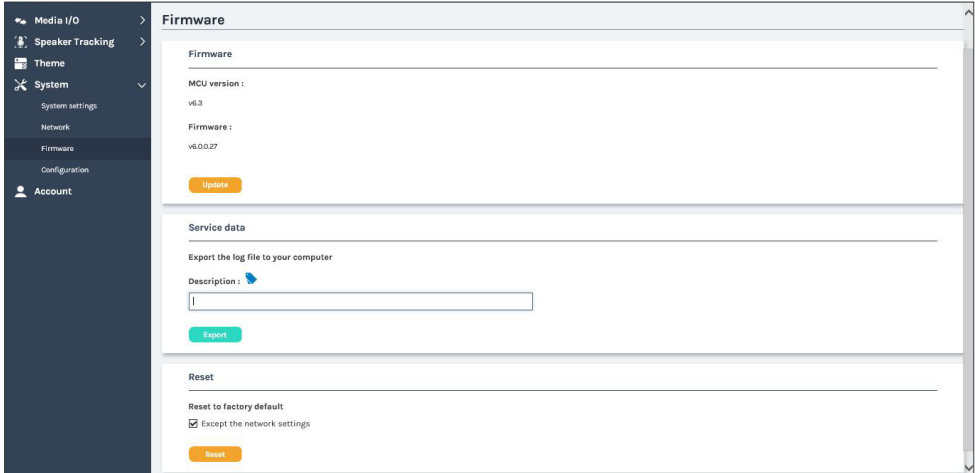 Media I/O
Speaker Tracking
Theme
System
System settings
Network
Firmware
Configuration
Account
Firmware
Firmware
MCU version :
v6.3
Firmware :
v6.0.0.27
Update
Service data
Export the log file to your computer
Description :
Export
Reset
Reset to factory default
Except the network settings
Reset